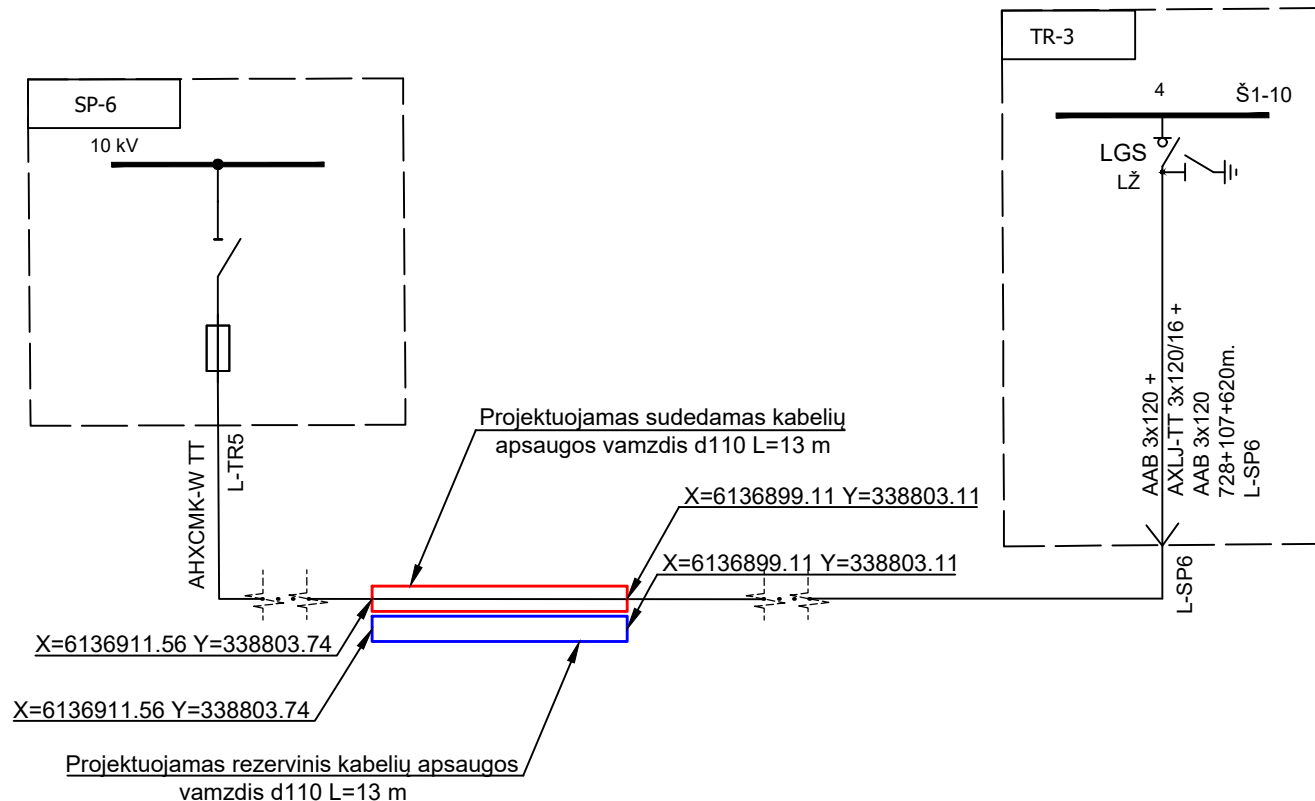 TR-3
4
Š1-10
SP-6
10 kV
LGS
LŽ
AAB 3x120 +
AXLJ-TT 3x120/16 +
AAB 3x120
728+107+620m.
L-SP6
AHXCMK-W TT
L-TR5
Projektuojamas sudedamas kabelių
apsaugos vamzdis d110 L=13 m
X=6136899.11 Y=338803.11
X=6136899.11 Y=338803.11
L-SP6
X=6136911.56 Y=338803.74
X=6136911.56 Y=338803.74
Projektuojamas rezervinis kabelių apsaugos
vamzdis d110 L=13 m